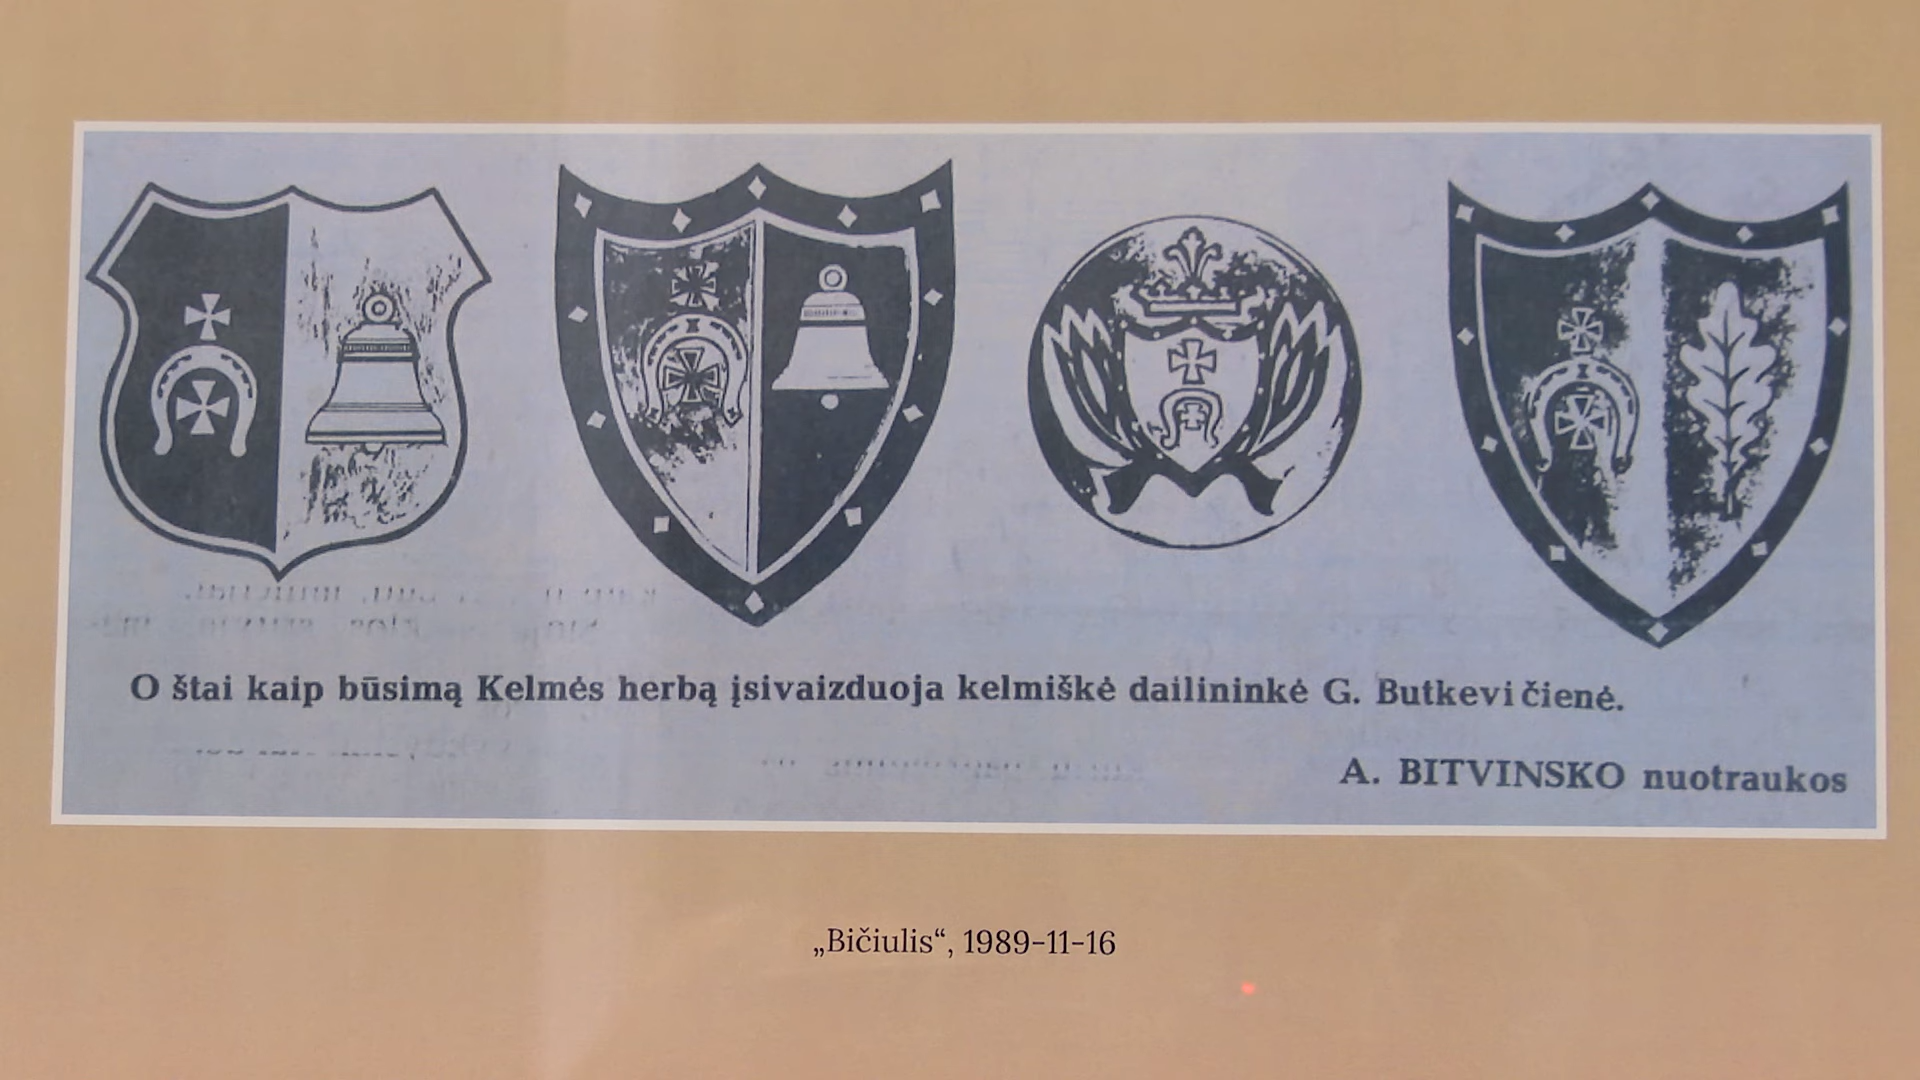 O štai kaip būsimą Kelmės herbą įsivaizduoja kelmiškė dailininkė G. Butkevičienė.
A. BITVINSKO nuotraukos
„Bičiulis“, 1989-11-16